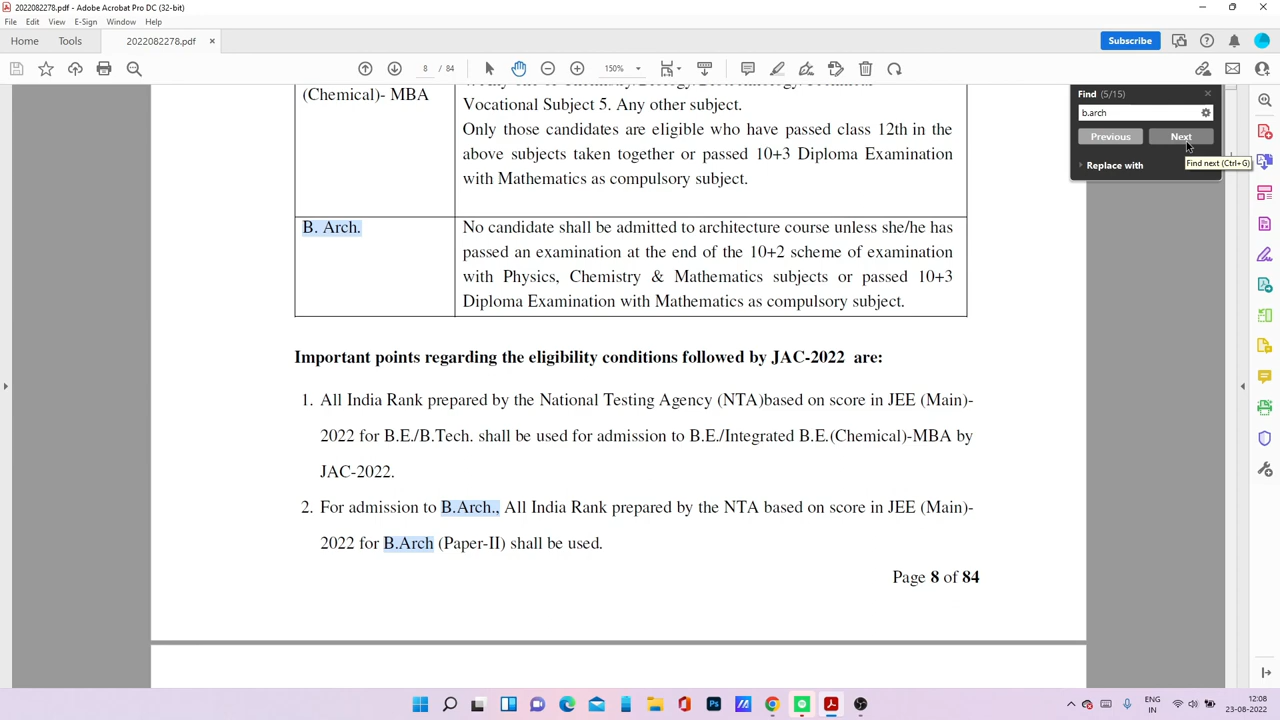 2022082278.pdf - Adobe Acrobat Pro DC (32-bit)
File Edit View E-Sign Window Help
Home Tools 2022082278.pdf × Subscribe
8 / 84 150%
(Chemical)- MBA
Vocational Subject 5. Any other subject.
Only those candidates are eligible who have passed class 12th in the
above subjects taken together or passed 10+3 Diploma Examination
with Mathematics as compulsory subject.
B. Arch.
No candidate shall be admitted to architecture course unless she/he has
passed an examination at the end of the 10+2 scheme of examination
with Physics, Chemistry & Mathematics subjects or passed 10+3
Diploma Examination with Mathematics as compulsory subject.
Important points regarding the eligibility conditions followed by JAC-2022 are:
1. All India Rank prepared by the National Testing Agency (NTA)based on score in JEE (Main)-
2022 for B.E./B.Tech. shall be used for admission to B.E./Integrated B.E.(Chemical)-MBA by
JAC-2022.
2. For admission to B.Arch., All India Rank prepared by the NTA based on score in JEE (Main)-
2022 for B.Arch (Paper-II) shall be used.
Page 8 of 84
Find (5/15)
b.arch
Previous Next
Find next (Ctrl+G)
Replace with
ENG
IN
12:08
23-08-2022